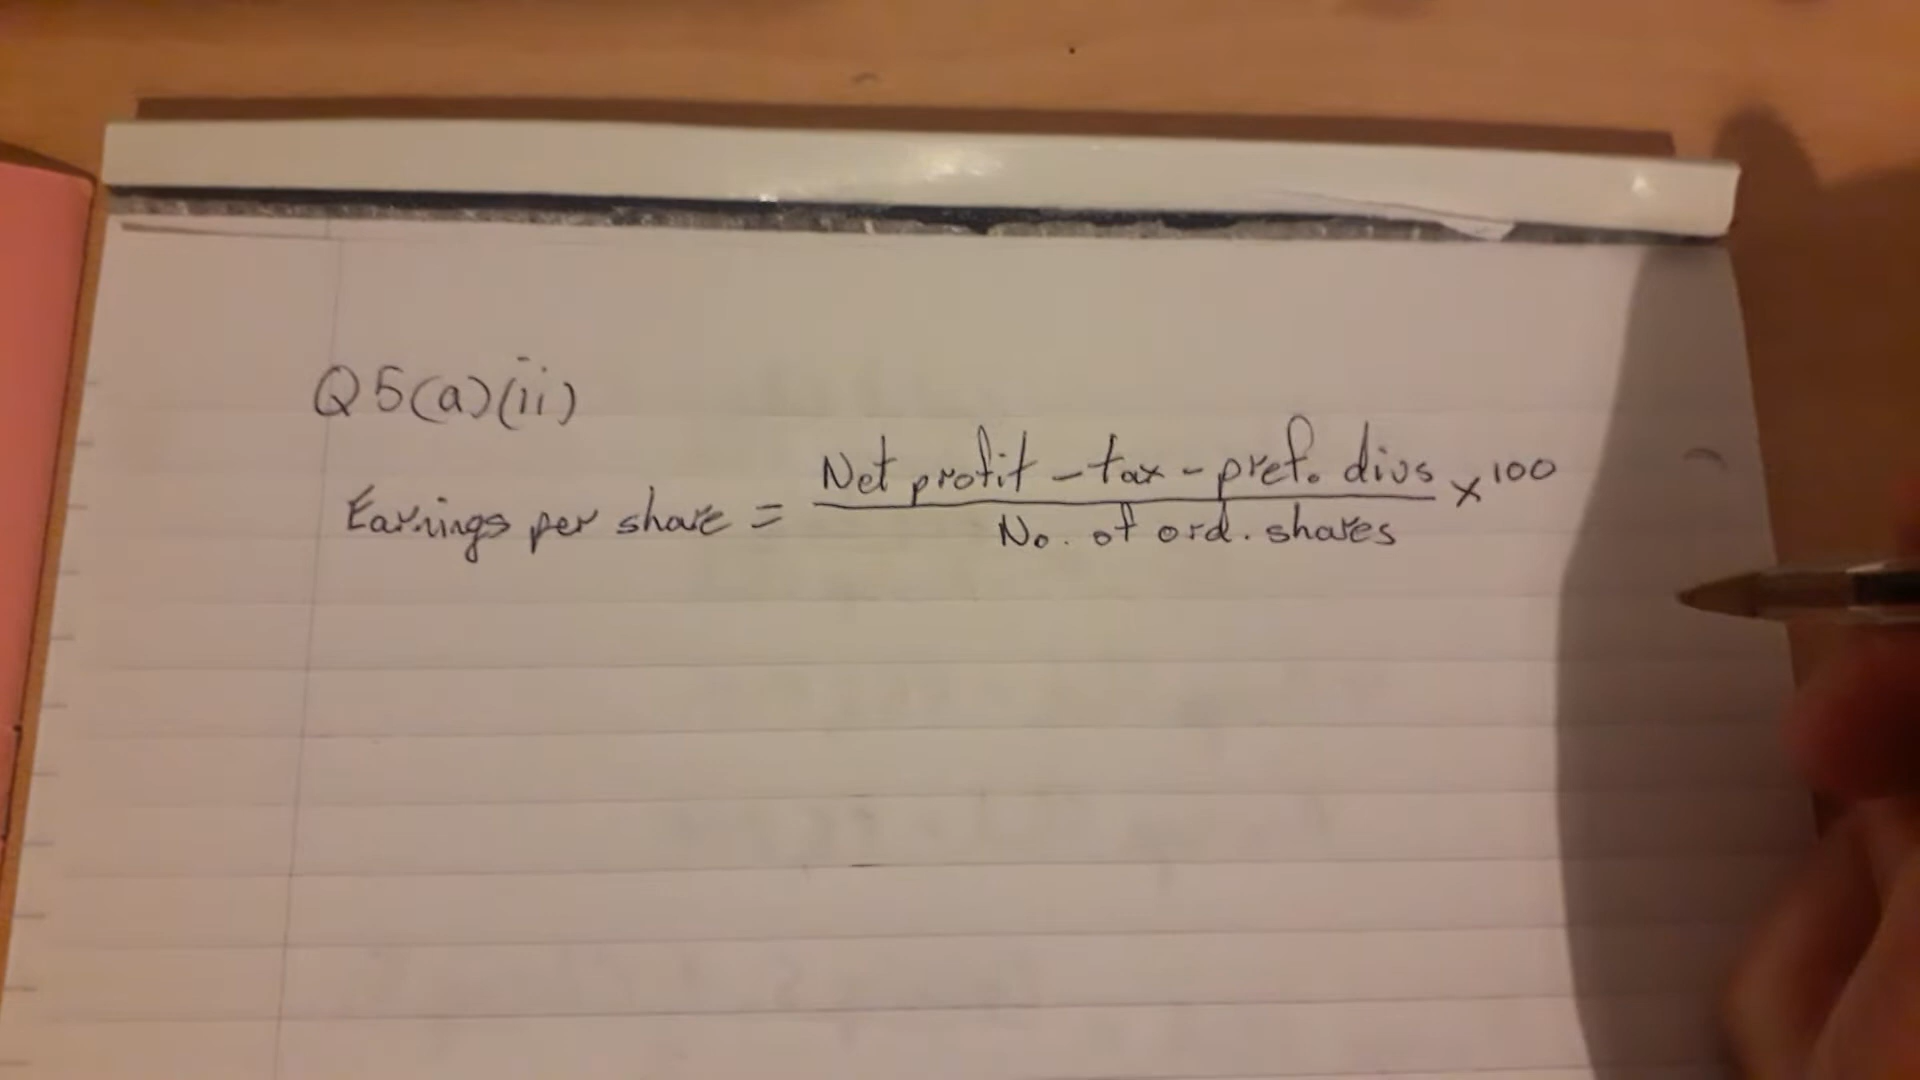 Q5(a)(ii)
Earnings per share = Net profit - tax - pref. divs x 100
No. of ord. shares